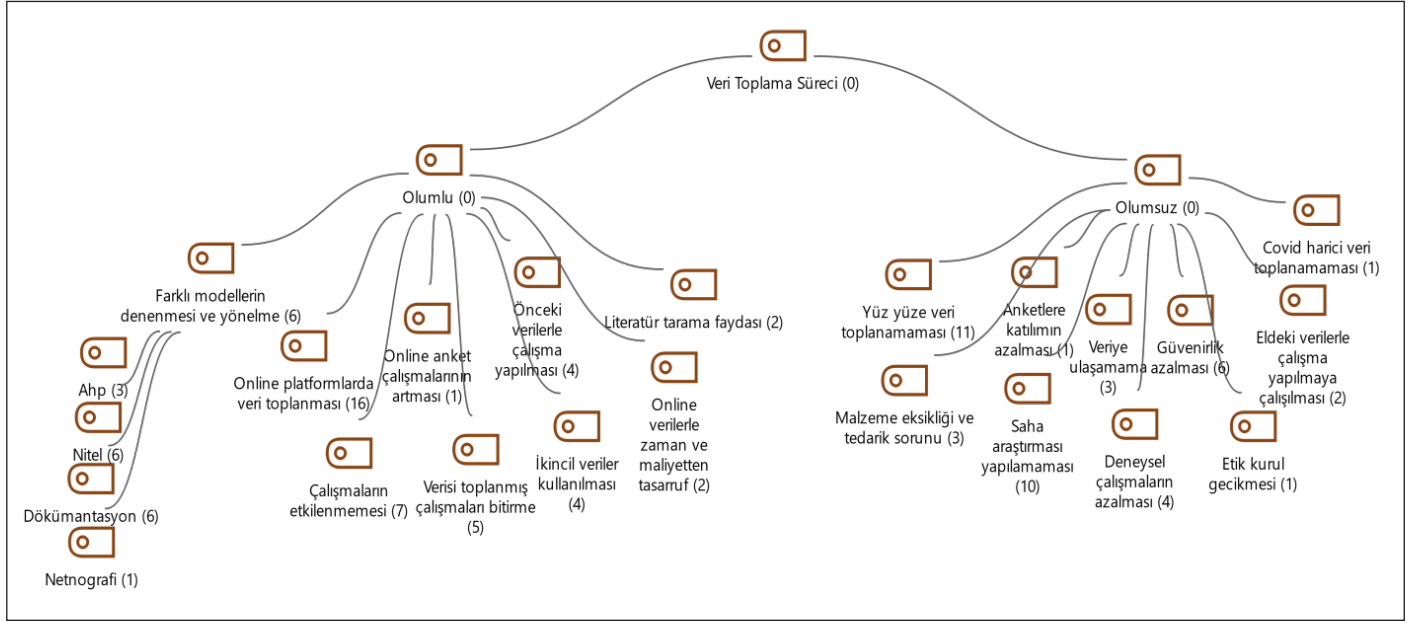 Veri Toplama Süreci (0)
Olumlu (0)
Olumsuz (0)
Farklı modellerin
denenmesi ve yönelme (6)
Ahp (3)
Nitel (6)
Dökümantasyon (6)
Netnografi (1)
Online platformlarda
veri toplanması (16)
Çalışmaların
etkilenmemesi (7)
Online anket
çalışmalarının
artması (1)
Verisi toplanmış
çalışmaları bitirme
(5)
Önceki
verilerle
çalışma
yapılması (4)
İkincil veriler
kullanılması
(4)
Literatür tarama faydası (2)
Online
verilerle
zaman ve
maliyetten
tasarruf (2)
Yüz yüze veri
toplanamaması (11)
Malzeme eksikliği ve
tedarik sorunu (3)
Anketlere
katılımın
azalması (1)
Saha
araştırması
yapılamaması
(10)
Veriye
ulaşamama
(3)
Deneysel
çalışmaların
azalması (4)
Güvenirlik
azalması (6)
Etik kurul
gecikmesi (1)
Covid harici veri
toplanamaması (1)
Eldeki verilerle
çalışma
yapılmaya
çalışılması (2)